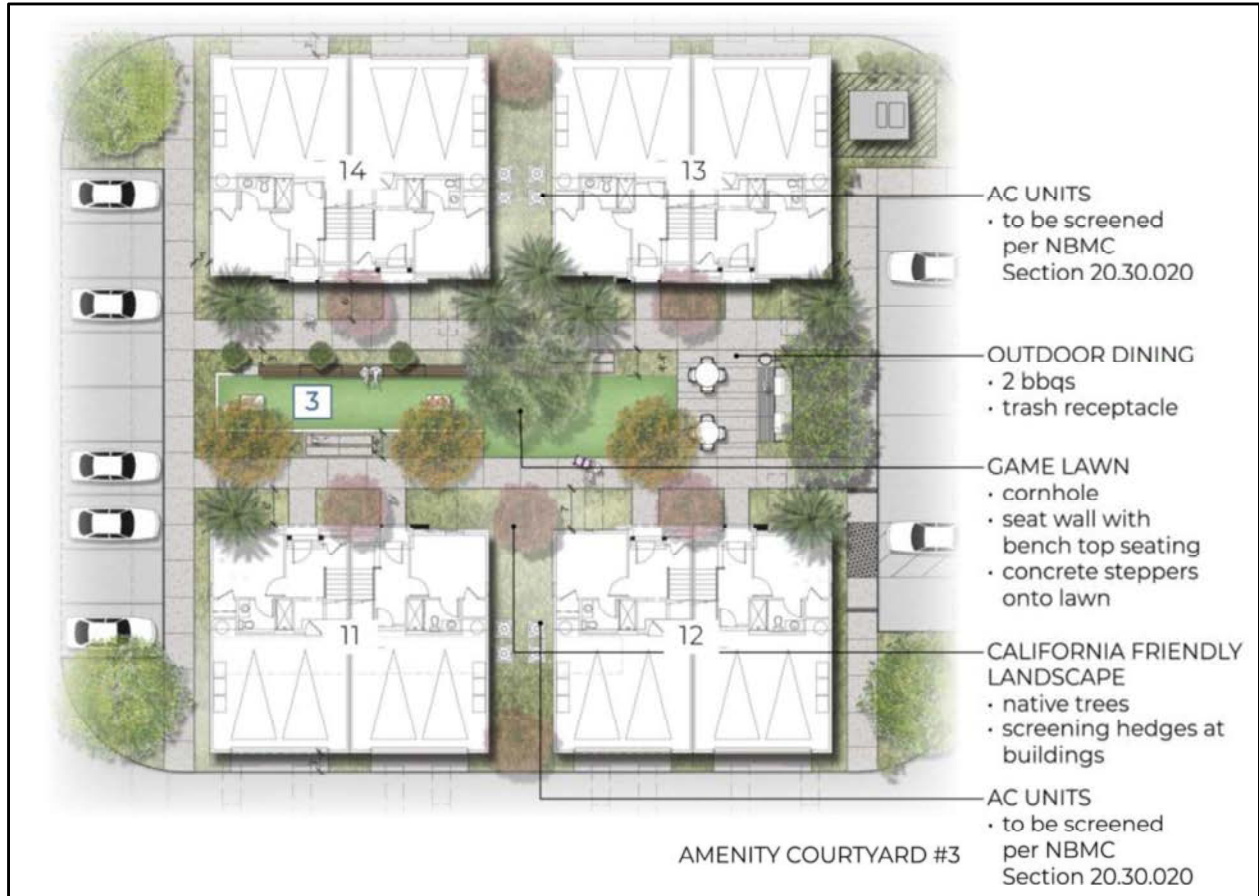 14
13
AC UNITS
• to be screened
per NBMC
Section 20.30.020
OUTDOOR DINING
• 2 bbqs
• trash receptacle
3
GAME LAWN
• cornhole
• seat wall with
bench top seating
• concrete steppers
onto lawn
11
12
CALIFORNIA FRIENDLY
LANDSCAPE
• native trees
• screening hedges at
buildings
AC UNITS
• to be screened
per NBMC
Section 20.30.020
AMENITY COURTYARD #3